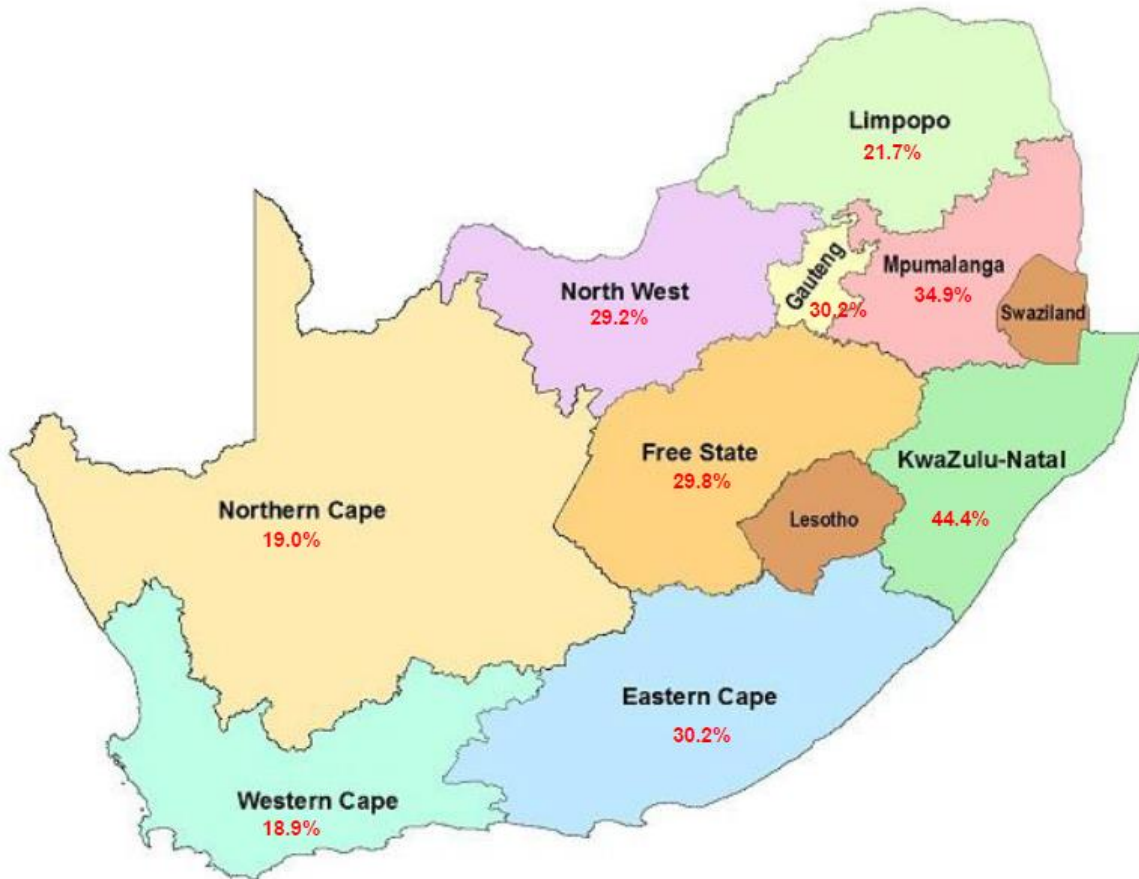 Limpopo
21.7%
Mpumalanga
34.9%
Gauteng
30.2%
North West
29.2%
Swaziland
Free State
29.8%
KwaZulu-Natal
44.4%
Lesotho
Northern Cape
19.0%
Eastern Cape
30.2%
Western Cape
18.9%